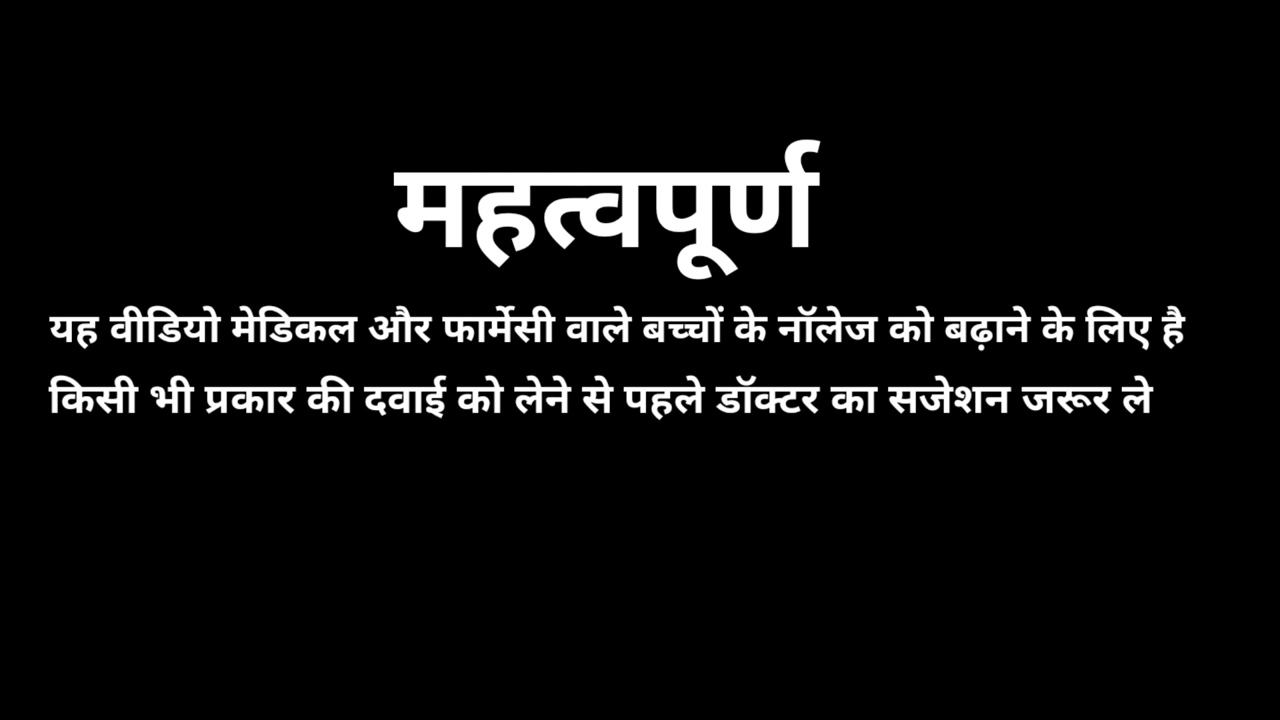 महत्वपूर्ण
यह वीडियो मेडिकल और फार्मेसी वाले बच्चों के नॉलेज को बढ़ाने के लिए है
किसी भी प्रकार की दवाई को लेने से पहले डॉक्टर का सजेशन जरूर ले